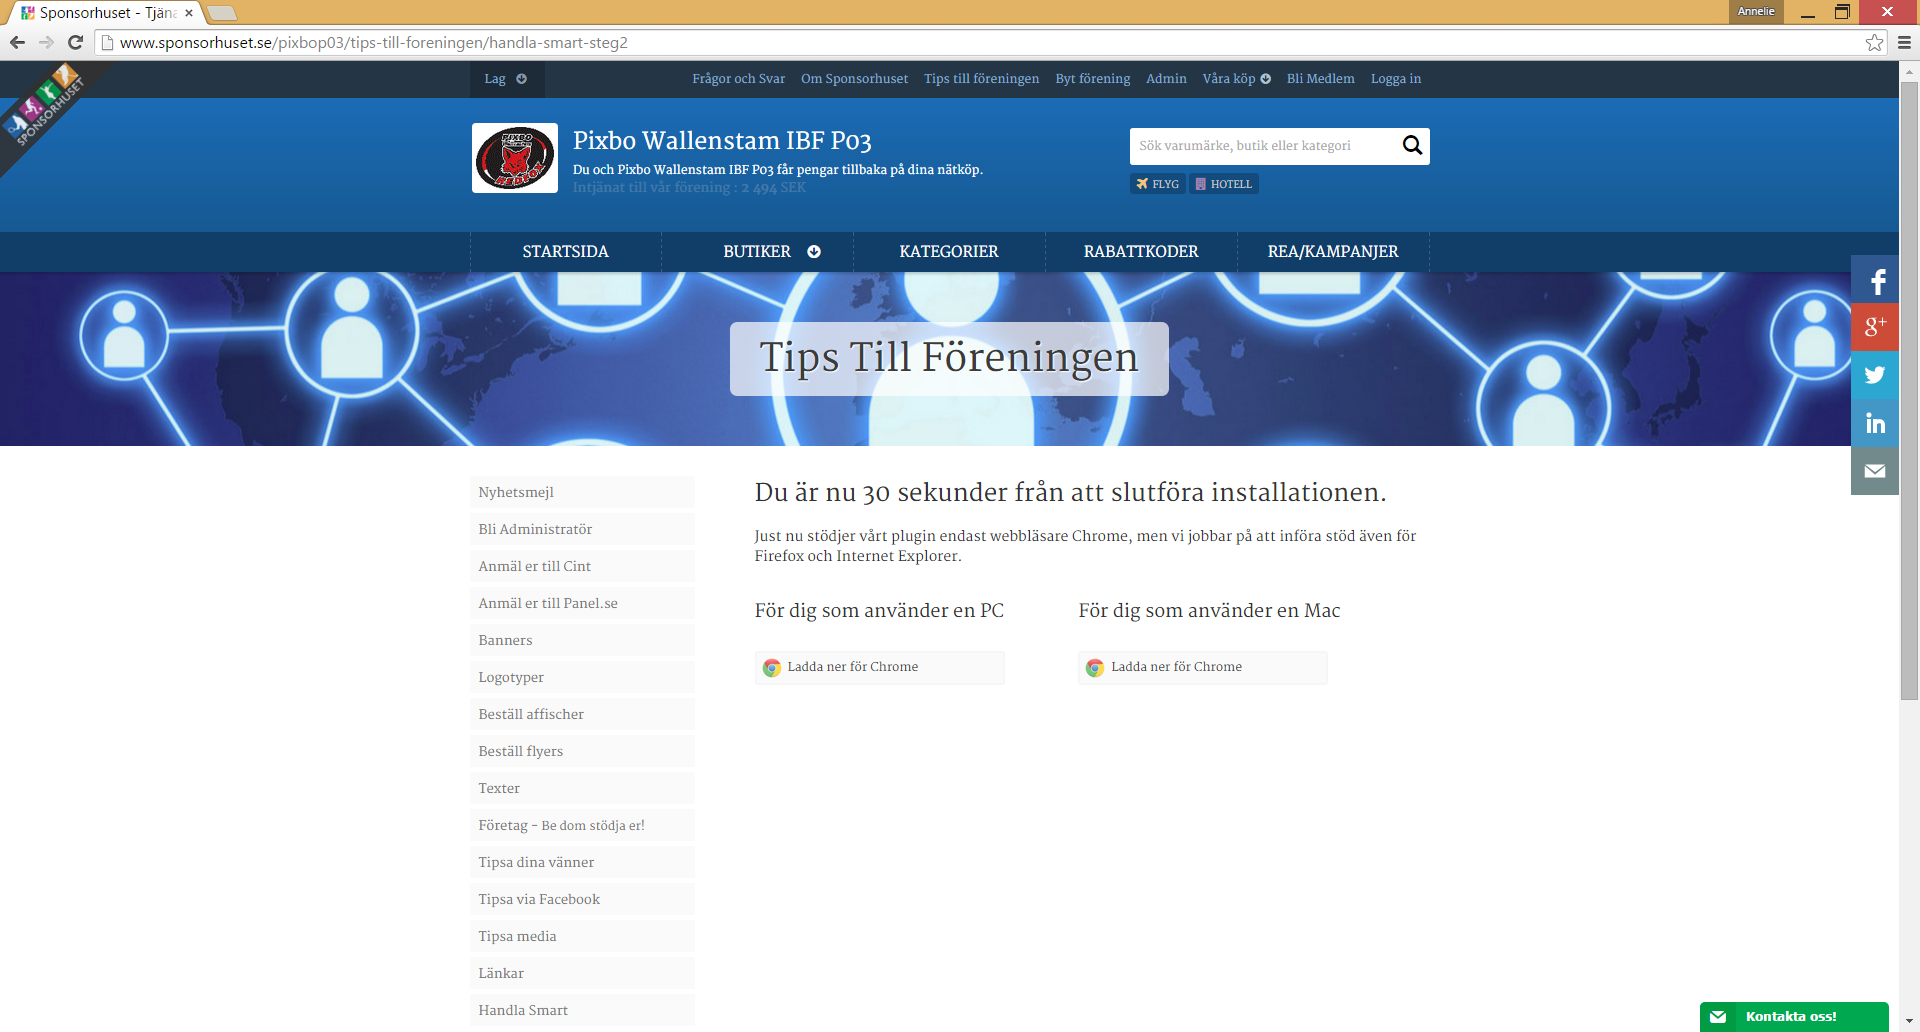 Sponsorhuset - Tjäna
Annelie
www.sponsorhuset.se/pixbop03/tips-till-foreningen/handla-smart-steg2
SPONSORHUSET
Lag
Frågor och Svar Om Sponsorhuset Tips till föreningen Byt förening Admin Våra köp Bli Medlem Logga in
PIXBO
REDFOX
Pixbo Wallenstam IBF P03
Du och Pixbo Wallenstam IBF P03 får pengar tillbaka på dina nätköp.
Intjänat till vår förening : 2 494 SEK
Sök varumärke, butik eller kategori
FLYG HOTELL
STARTSIDA BUTIKER KATEGORIER RABATTKODER REA/KAMPANJER
Tips Till Föreningen
Nyhetsmejl
Bli Administratör
Anmäl er till Cint
Anmäl er till Panel.se
Banners
Logotyper
Beställ affischer
Beställ flyers
Texter
Företag - Be dom stödja er!
Tipsa dina vänner
Tipsa via Facebook
Tipsa media
Länkar
Handla Smart
Du är nu 30 sekunder från att slutföra installationen.
Just nu stödjer vårt plugin endast webbläsare Chrome, men vi jobbar på att införa stöd även för
Firefox och Internet Explorer.
För dig som använder en PC
Ladda ner för Chrome
För dig som använder en Mac
Ladda ner för Chrome
f
g+
in
Kontakta oss!